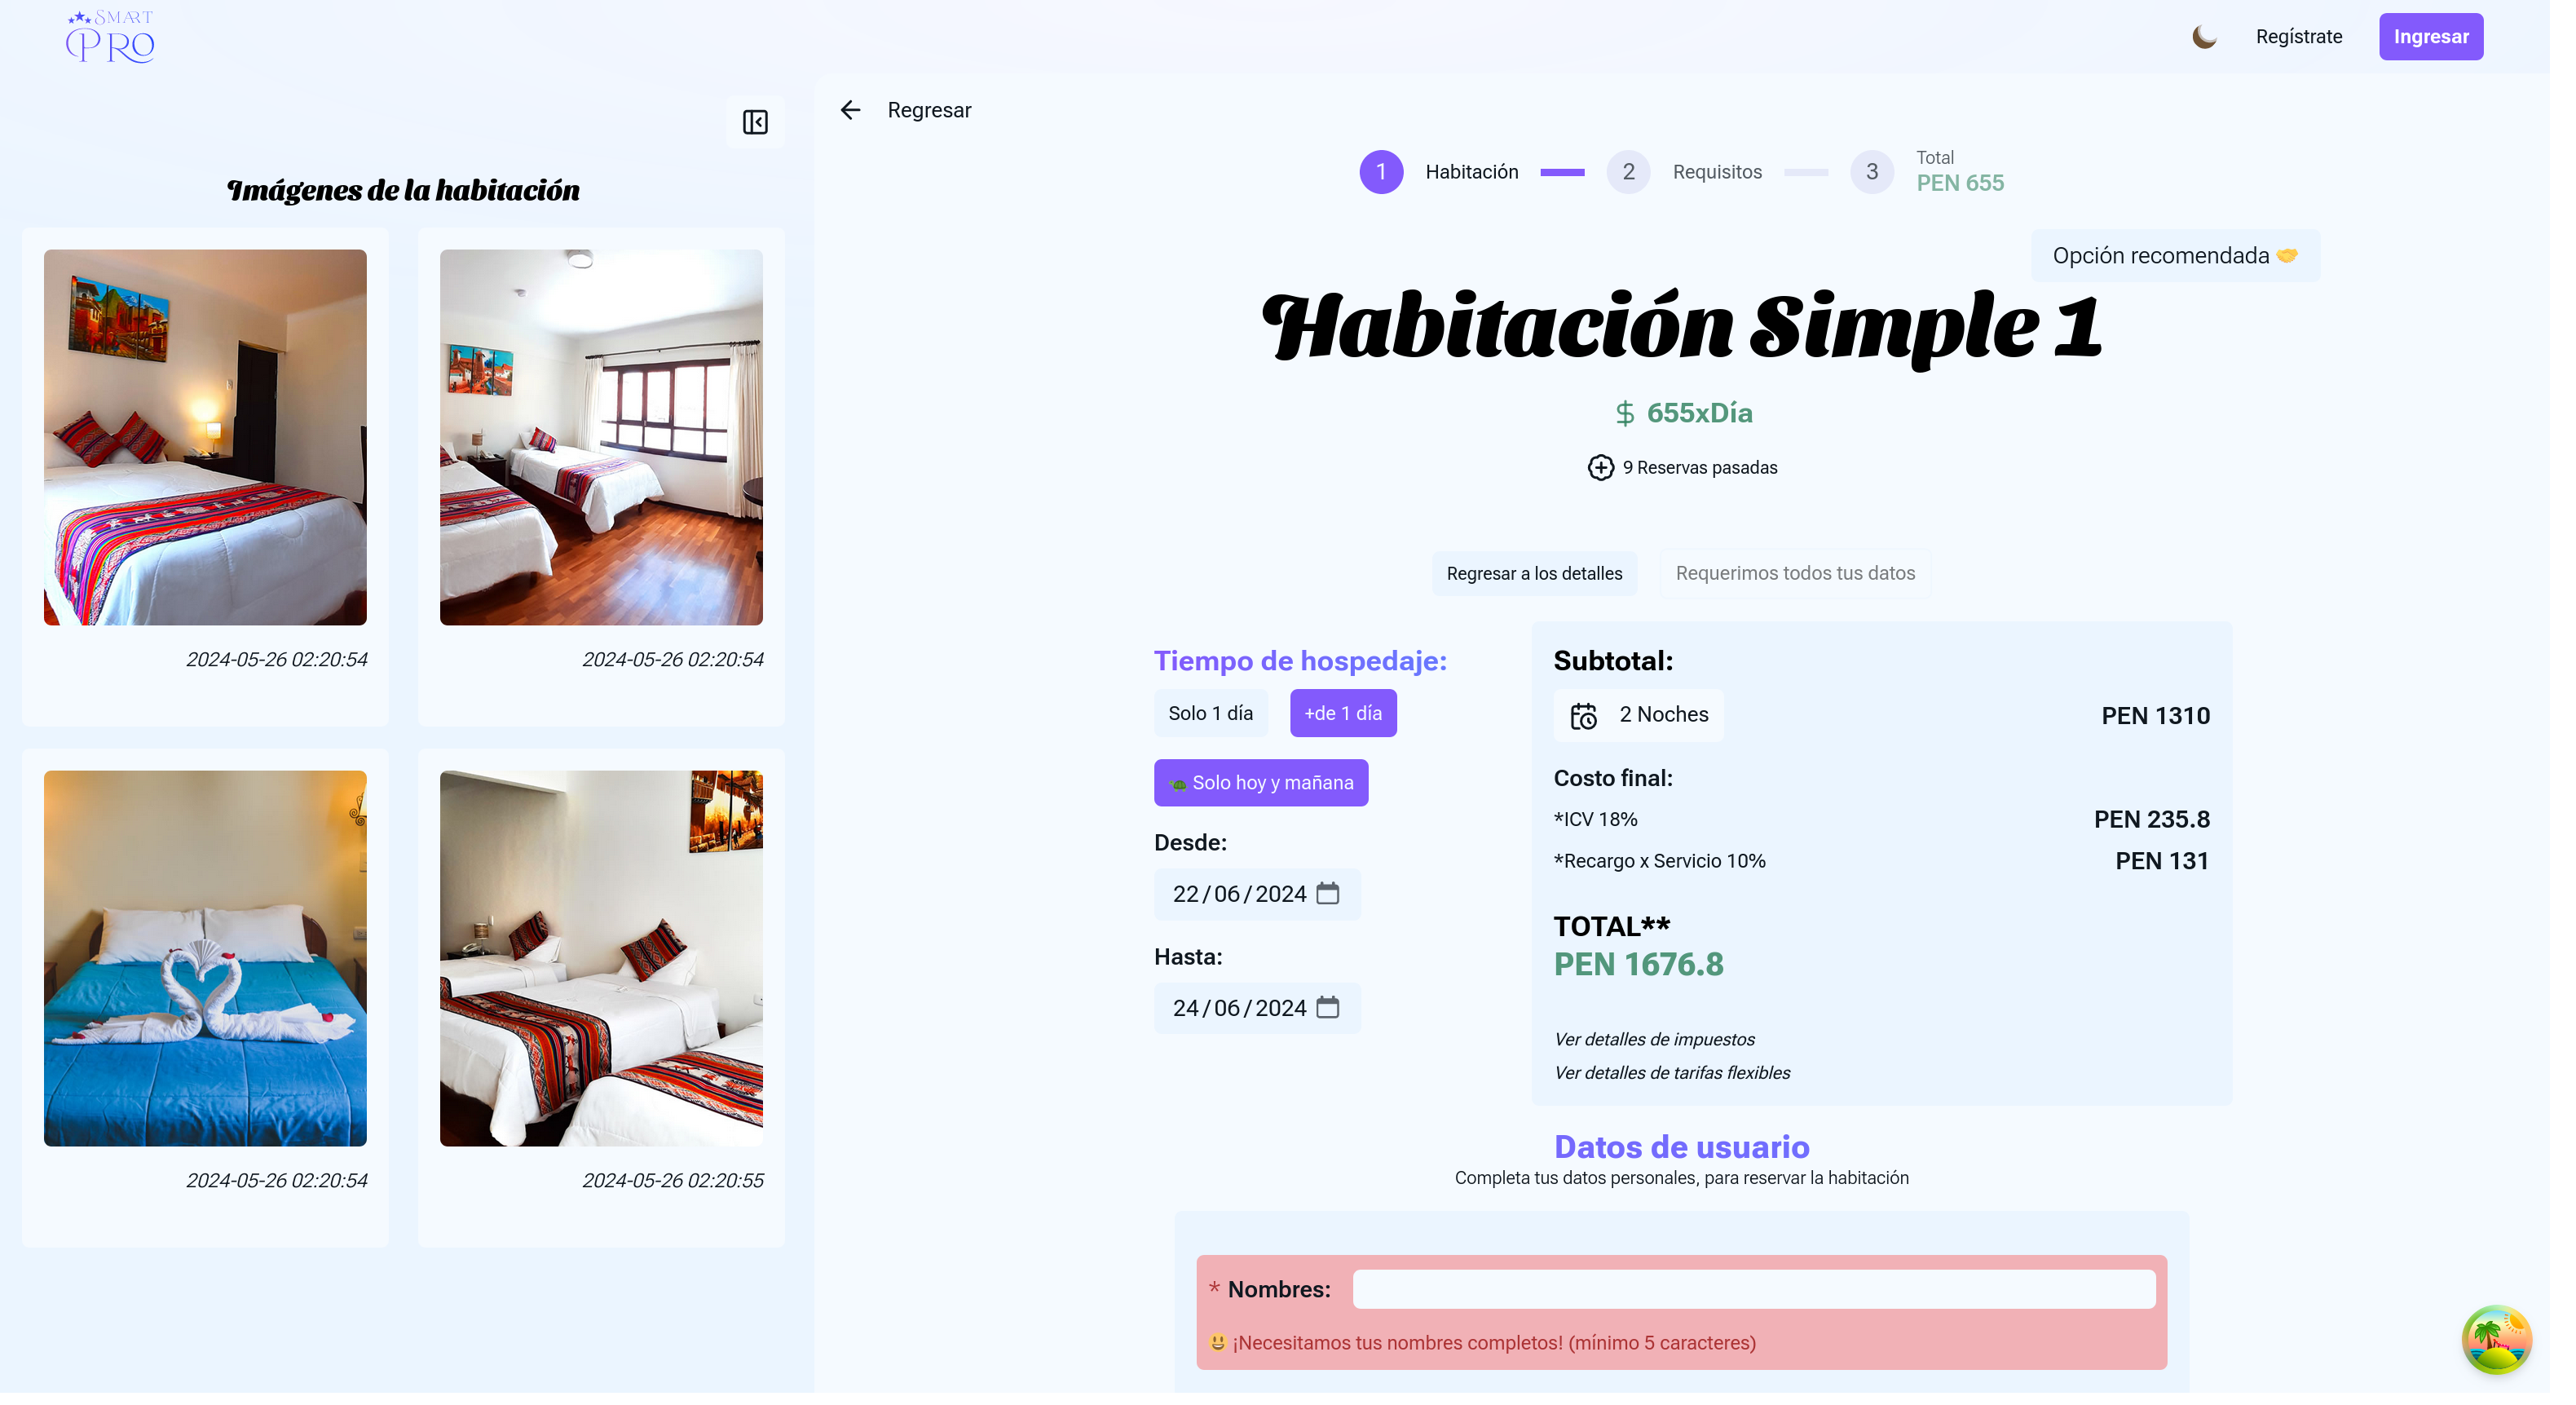 SMART
PRO
Regístrate
Ingresar
Imágenes de la habitación
2024-05-26 02:20:54
2024-05-26 02:20:54
2024-05-26 02:20:54
2024-05-26 02:20:55
Regresar
1 Habitación 2 Requisitos 3
Total
PEN 655
Opción recomendada 🤝
Habitación Simple 1
$ 655xDía
9 Reservas pasadas
Regresar a los detalles
Requerimos todos tus datos
Tiempo de hospedaje:
Solo 1 día
+de 1 día
🐢 Solo hoy y mañana
Desde:
22/06/2024
Hasta:
24/06/2024
Subtotal:
2 Noches PEN 1310
Costo final:
*ICV 18% PEN 235.8
*Recargo x Servicio 10% PEN 131
TOTAL**
PEN 1676.8
Ver detalles de impuestos
Ver detalles de tarifas flexibles
Datos de usuario
Completa tus datos personales, para reservar la habitación
* Nombres:
😃 ¡Necesitamos tus nombres completos! (mínimo 5 caracteres)